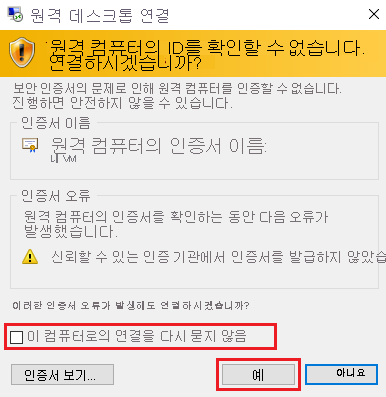 원격 데스크톱 연결
원격 컴퓨터의 ID를 확인할 수 없습니다.
연결하시겠습니까?
보안 인증서의 문제로 인해 원격 컴퓨터를 인증할 수 없습니다.
진행하면 안전하지 않을 수 있습니다.
인증서 이름
원격 컴퓨터의 인증서 이름:
인증서 오류
원격 컴퓨터의 인증서를 확인하는 동안 다음 오류가
발생했습니다.
신뢰할 수 있는 인증 기관에서 인증서를 발급하지 않았습
이러한 인증서 오류가 발생해도 연결하시겠습니까?
이 컴퓨터로의 연결을 다시 묻지 않음
인증서 보기...
예
아니요